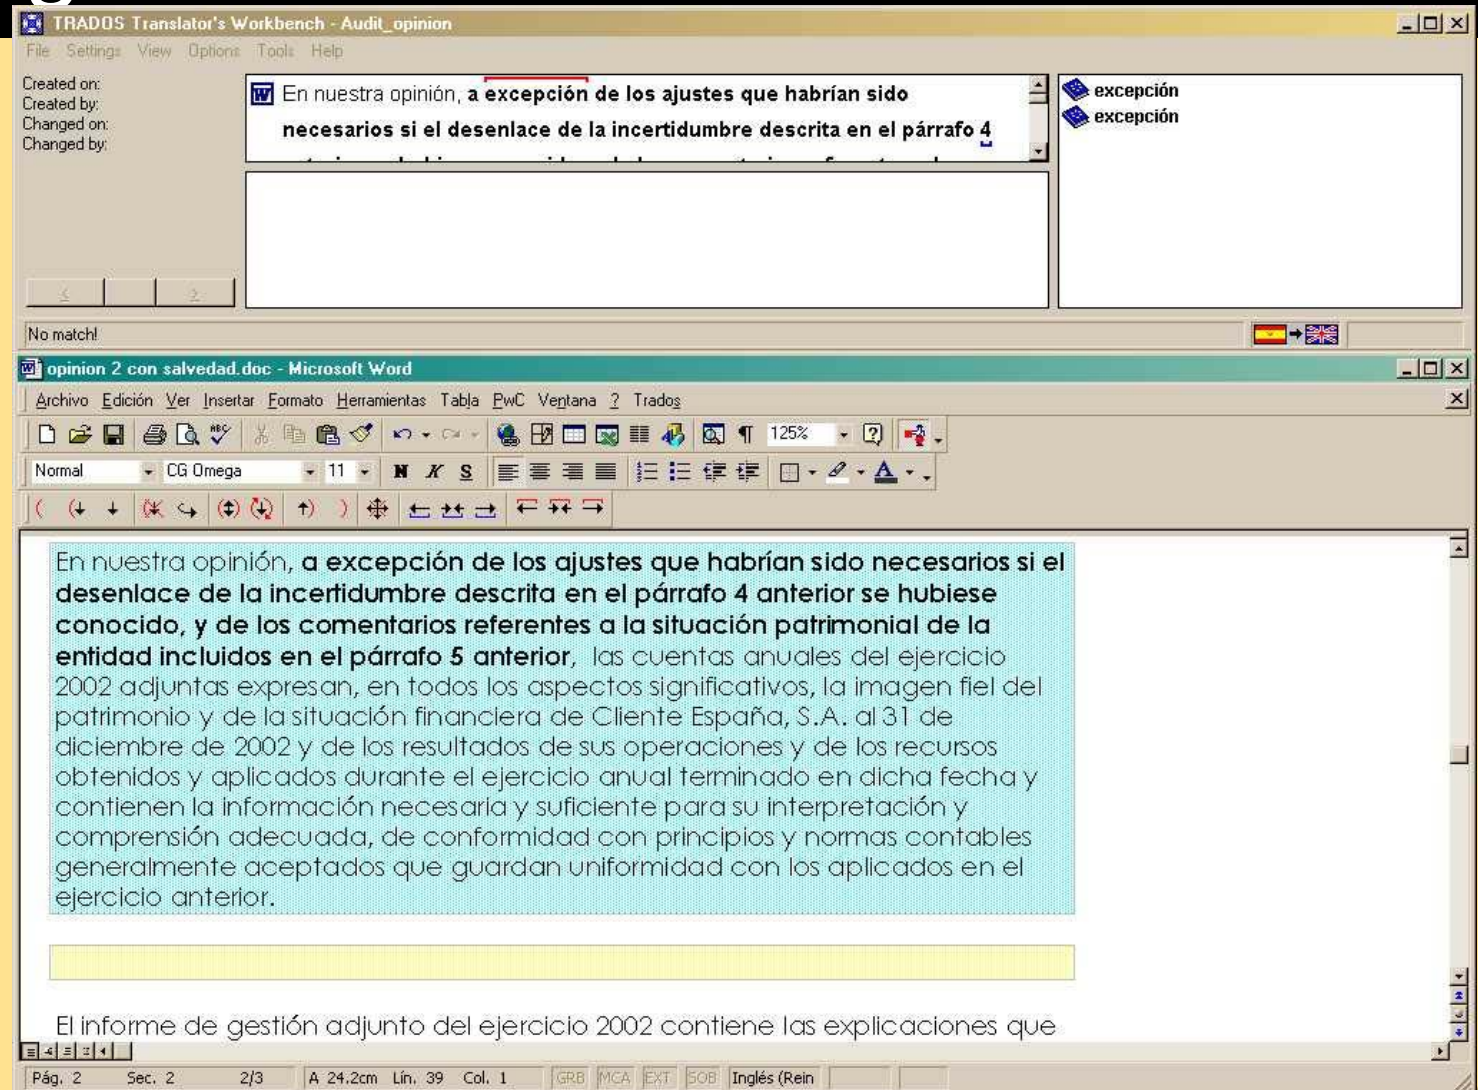 TRADOS Translator's Workbench - Audit_opinion
File Settings View Options Tools Help
Created on:
Created by:
Changed on:
Changed by:
En nuestra opinión, a excepción de los ajustes que habrían sido
necesarios si el desenlace de la incertidumbre descrita en el párrafo 4
excepción
excepción
No match!
opinion 2 con salvedad.doc - Microsoft Word
Archivo Edición Ver Insertar Formato Herramientas Tabla PwC Ventana ? Trados
125%
Normal CG Omega 11 N K S
En nuestra opinión, a excepción de los ajustes que habrían sido necesarios si el
desenlace de la incertidumbre descrita en el párrafo 4 anterior se hubiese
conocido, y de los comentarios referentes a la situación patrimonial de la
entidad incluidos en el párrafo 5 anterior, las cuentas anuales del ejercicio
2002 adjuntas expresan, en todos los aspectos significativos, la imagen fiel del
patrimonio y de la situación financiera de Cliente España, S.A. al 31 de
diciembre de 2002 y de los resultados de sus operaciones y de los recursos
obtenidos y aplicados durante el ejercicio anual terminado en dicha fecha y
contienen la información necesaria y suficiente para su interpretación y
comprensión adecuada, de conformidad con principios y normas contables
generalmente aceptados que guardan uniformidad con los aplicados en el
ejercicio anterior.
El informe de gestión adjunto del ejercicio 2002 contiene las explicaciones que
Pág. 2 Sec. 2 2/3 A 24.2cm Lín. 39 Col. 1 GRB MCA EXT SOB Inglés (Rein